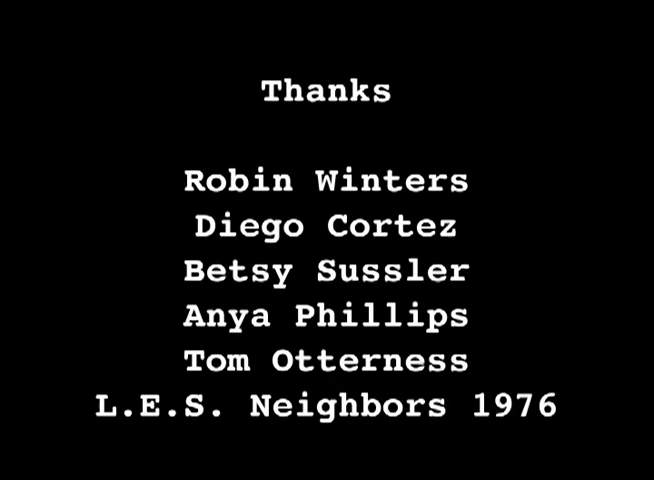 Thanks
Robin Winters
Diego Cortez
Betsy Sussler
Anya Phillips
Tom Otterness
L.E.S. Neighbors 1976